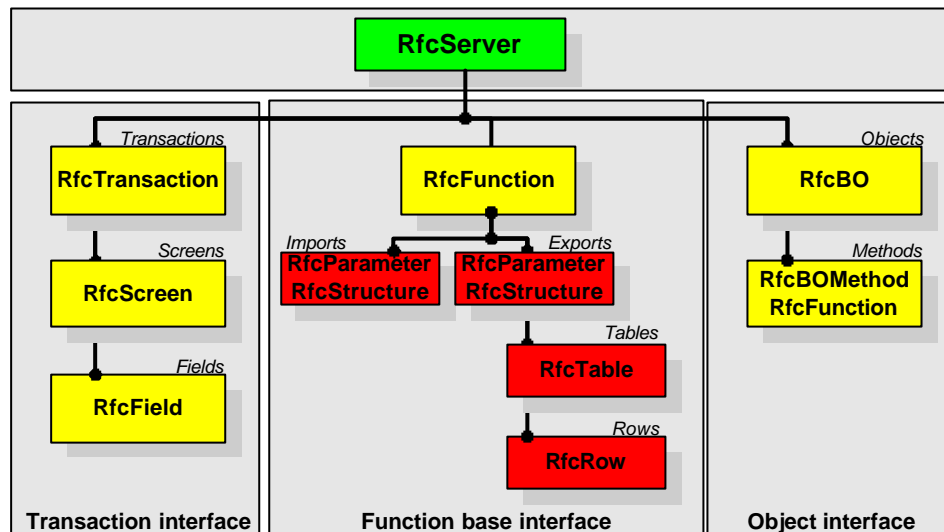 RfcServer
Transactions
RfcTransaction
Screens
RfcScreen
Fields
RfcField
Transaction interface
RfcFunction
Imports
RfcParameter
RfcStructure
Exports
RfcParameter
RfcStructure
Tables
RfcTable
Rows
RfcRow
Function base interface
Objects
RfcBO
Methods
RfcBOMethod
RfcFunction
Object interface